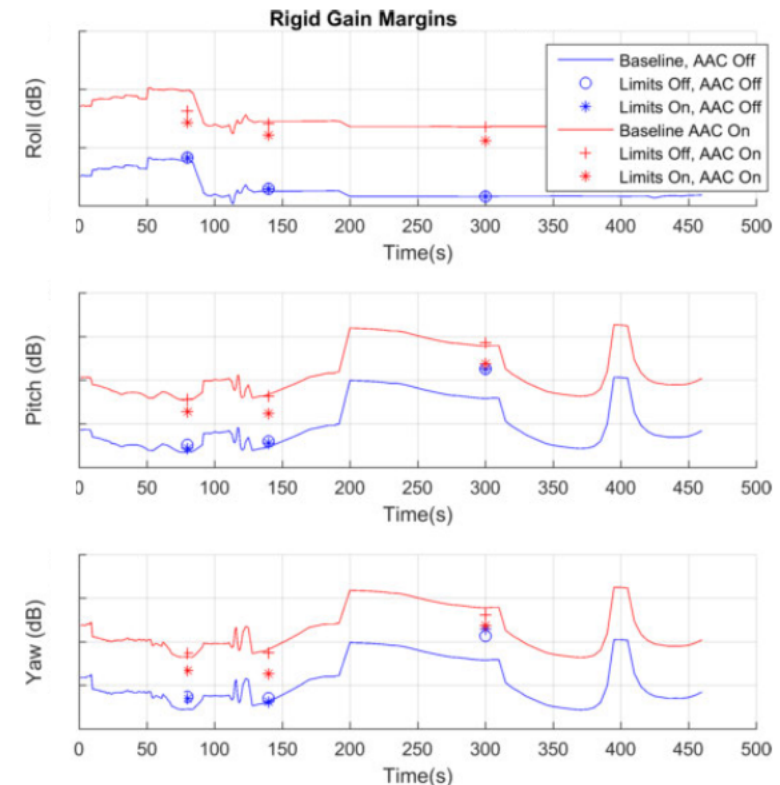 Rigid Gain Margins
Roll (dB)
Baseline, AAC Off
Limits Off, AAC Off
Limits On, AAC Off
Baseline AAC On
Limits Off, AAC On
Limits On, AAC On
0 50 100 150 200 250 300 350 400 450 500
Time(s)
Pitch (dB)
0 50 100 150 200 250 300 350 400 450 500
Time(s)
Yaw (dB)
0 50 100 150 200 250 300 350 400 450 500
Time(s)